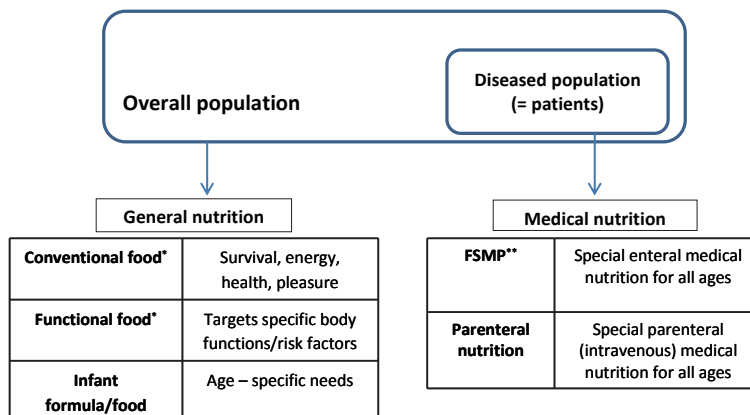 Overall population
Diseased population
(= patients)
General nutrition
Conventional food*
Survival, energy,
health, pleasure
Functional food*
Targets specific body
functions/risk factors
Infant
formula/food
Age – specific needs
Medical nutrition
FSMP**
Special enteral medical
nutrition for all ages
Parenteral
nutrition
Special parenteral
(intravenous) medical
nutrition for all ages